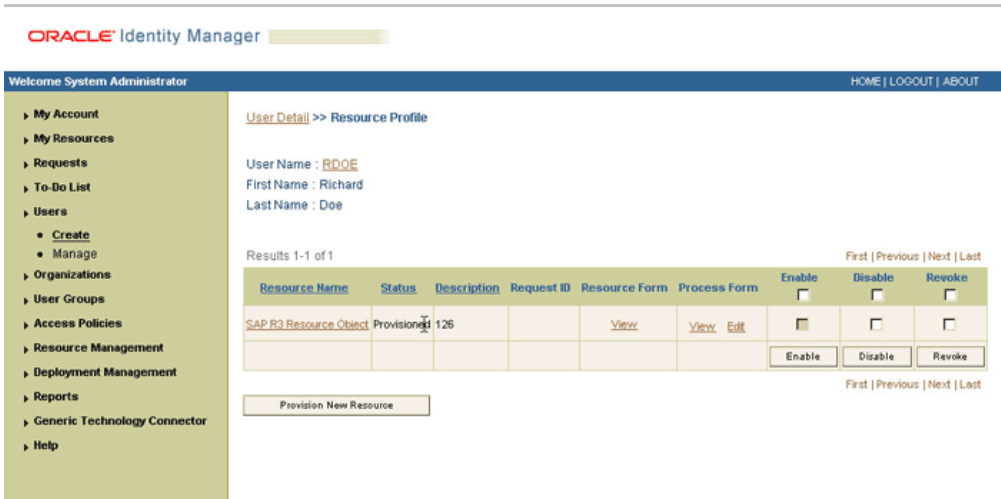 ORACLE Identity Manager
Welcome System Administrator
HOME | LOGOUT | ABOUT
My Account
My Resources
Requests
To-Do List
Users
Create
Manage
Organizations
User Groups
Access Policies
Resource Management
Deployment Management
Reports
Generic Technology Connector
Help
User Detail >> Resource Profile
User Name : RDOE
First Name : Richard
Last Name : Doe
Results 1-1 of 1
First | Previous | Next | Last
Resource Name Status Description Request ID Resource Form Process Form Enable Disable Revoke
SAP R3 Resource Object Provisioned 126 View View Edit
Enable Disable Revoke
First | Previous | Next | Last
Provision New Resource